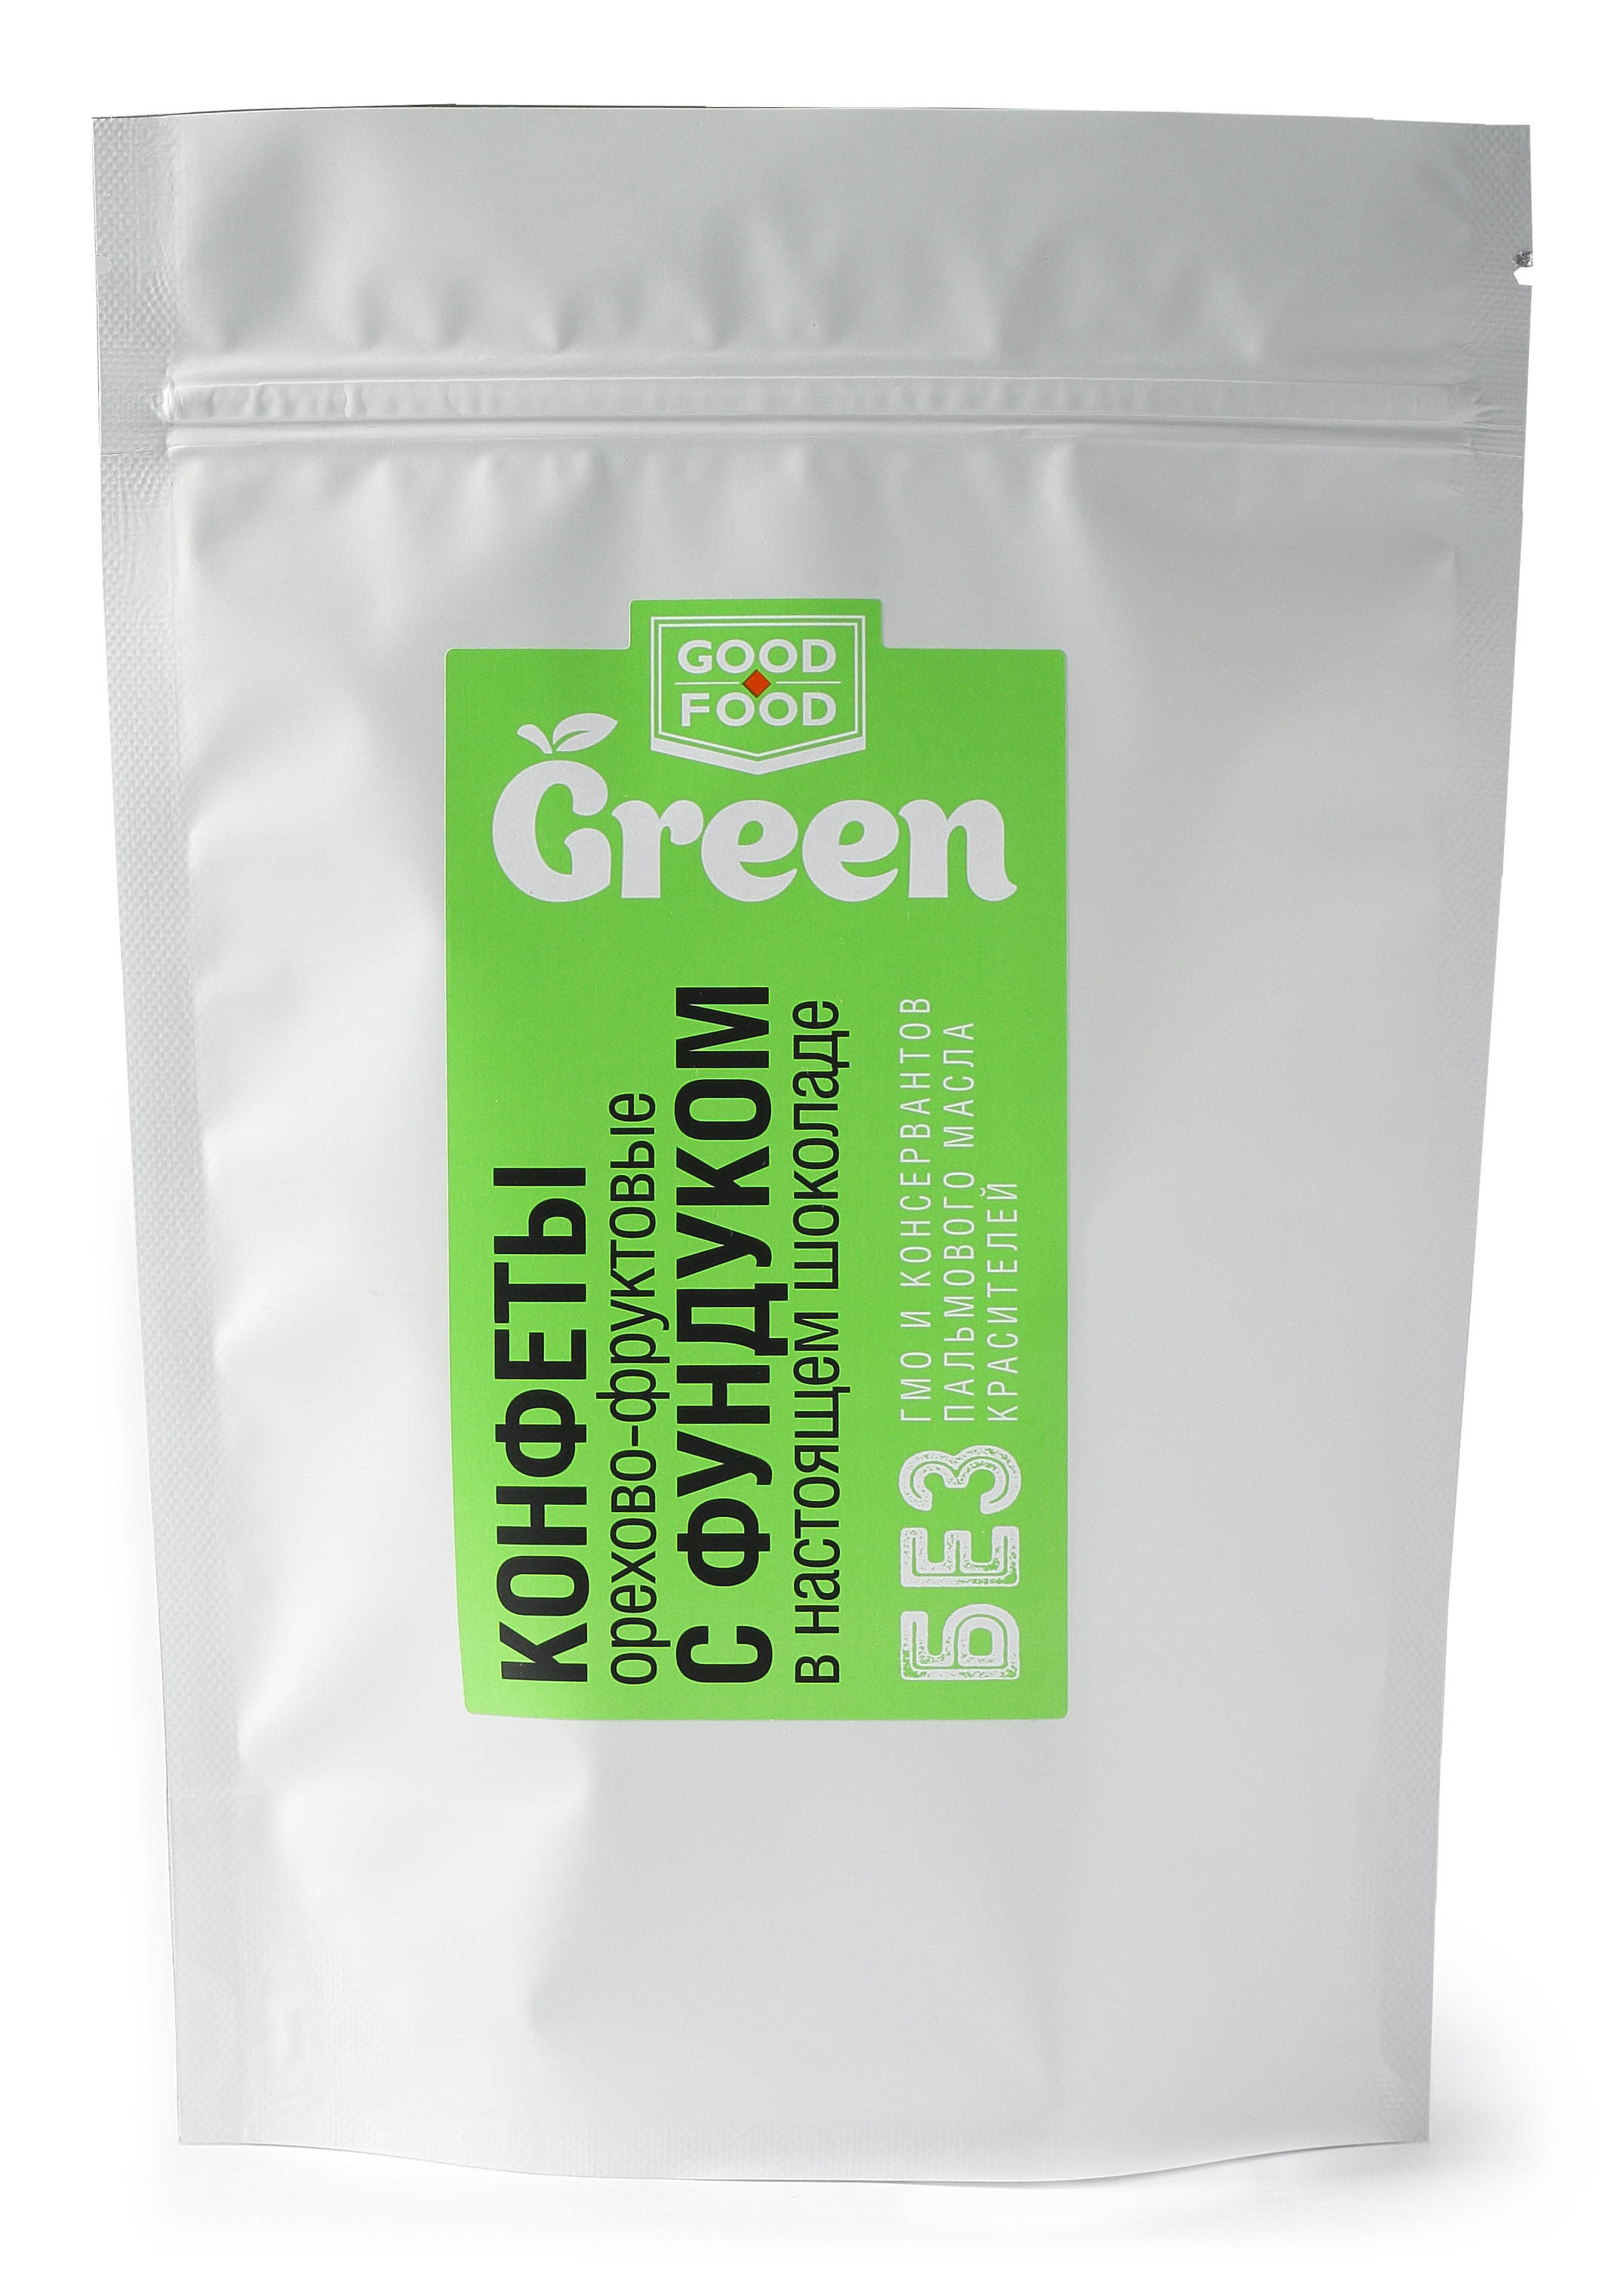 GOOD
FOOD
Green
КОНФЕТЫ
орехово-фруктовые
С ФУНДУКОМ
в настоящем шоколаде
БЕЗ
ГМО И КОНСЕРВАНТОВ
ПАЛЬМОВОГО МАСЛА
КРАСИТЕЛЕЙ